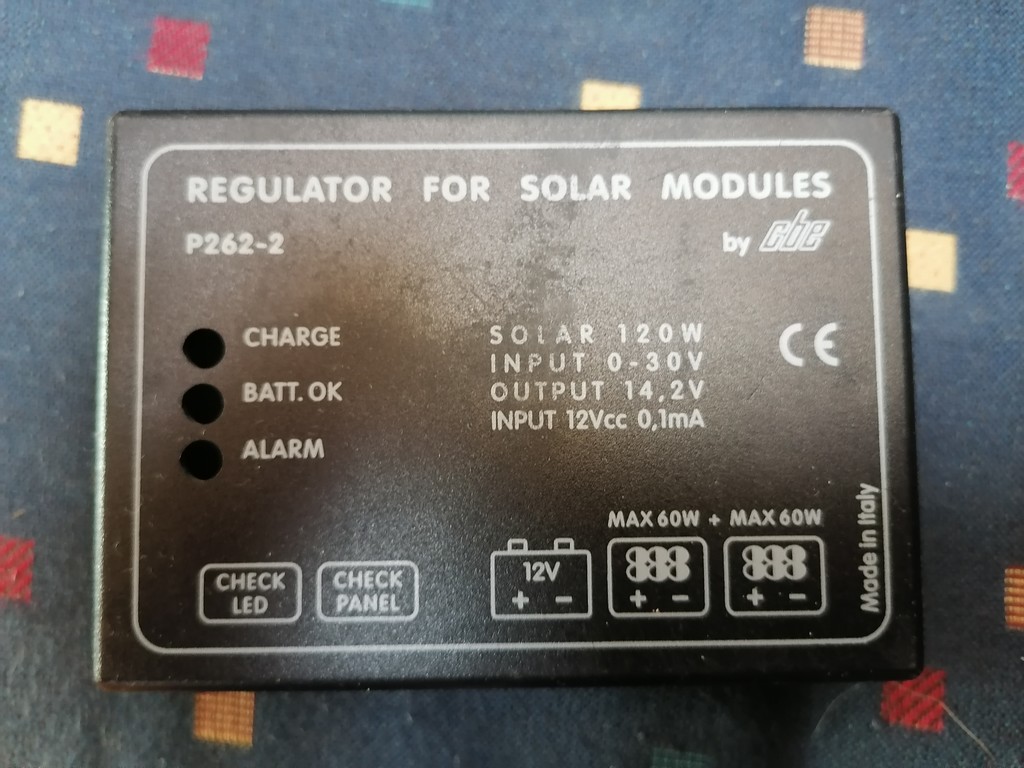 REGULATOR FOR SOLAR MODULES
P262-2
by cbe
CHARGE
BATT. OK
ALARM
SOLAR 120W
INPUT 0-30V
OUTPUT 14,2V
INPUT 12Vcc 0,1mA
CE
MAX 60W + MAX 60W
CHECK
LED
CHECK
PANEL
12V
+ −
+ −
+ −
Made in Italy